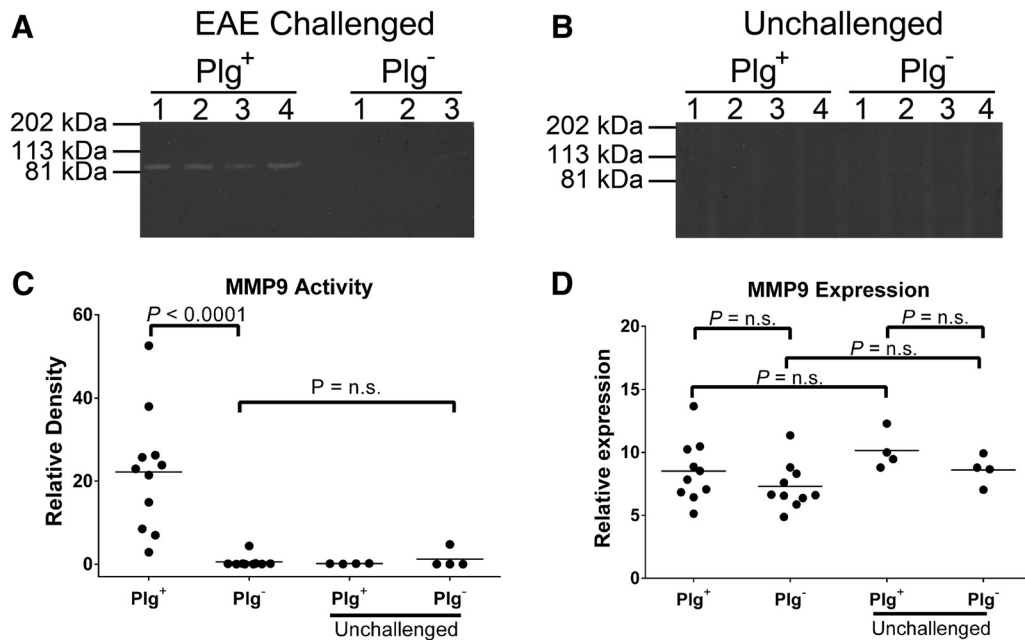 A
EAE Challenged
Plg+
Plg-
1 2 3 4 1 2 3
202 kDa
113 kDa
81 kDa
B
Unchallenged
Plg+
Plg-
1 2 3 4 1 2 3 4
202 kDa
113 kDa
81 kDa
C
MMP9 Activity
P < 0.0001
P = n.s.
Relative Density
60
40
20
0
Plg+
Plg-
Plg+
Plg-
Unchallenged
D
MMP9 Expression
P = n.s.
P = n.s.
P = n.s.
P = n.s.
Relative expression
20
15
10
5
0
Plg+
Plg-
Plg+
Plg-
Unchallenged